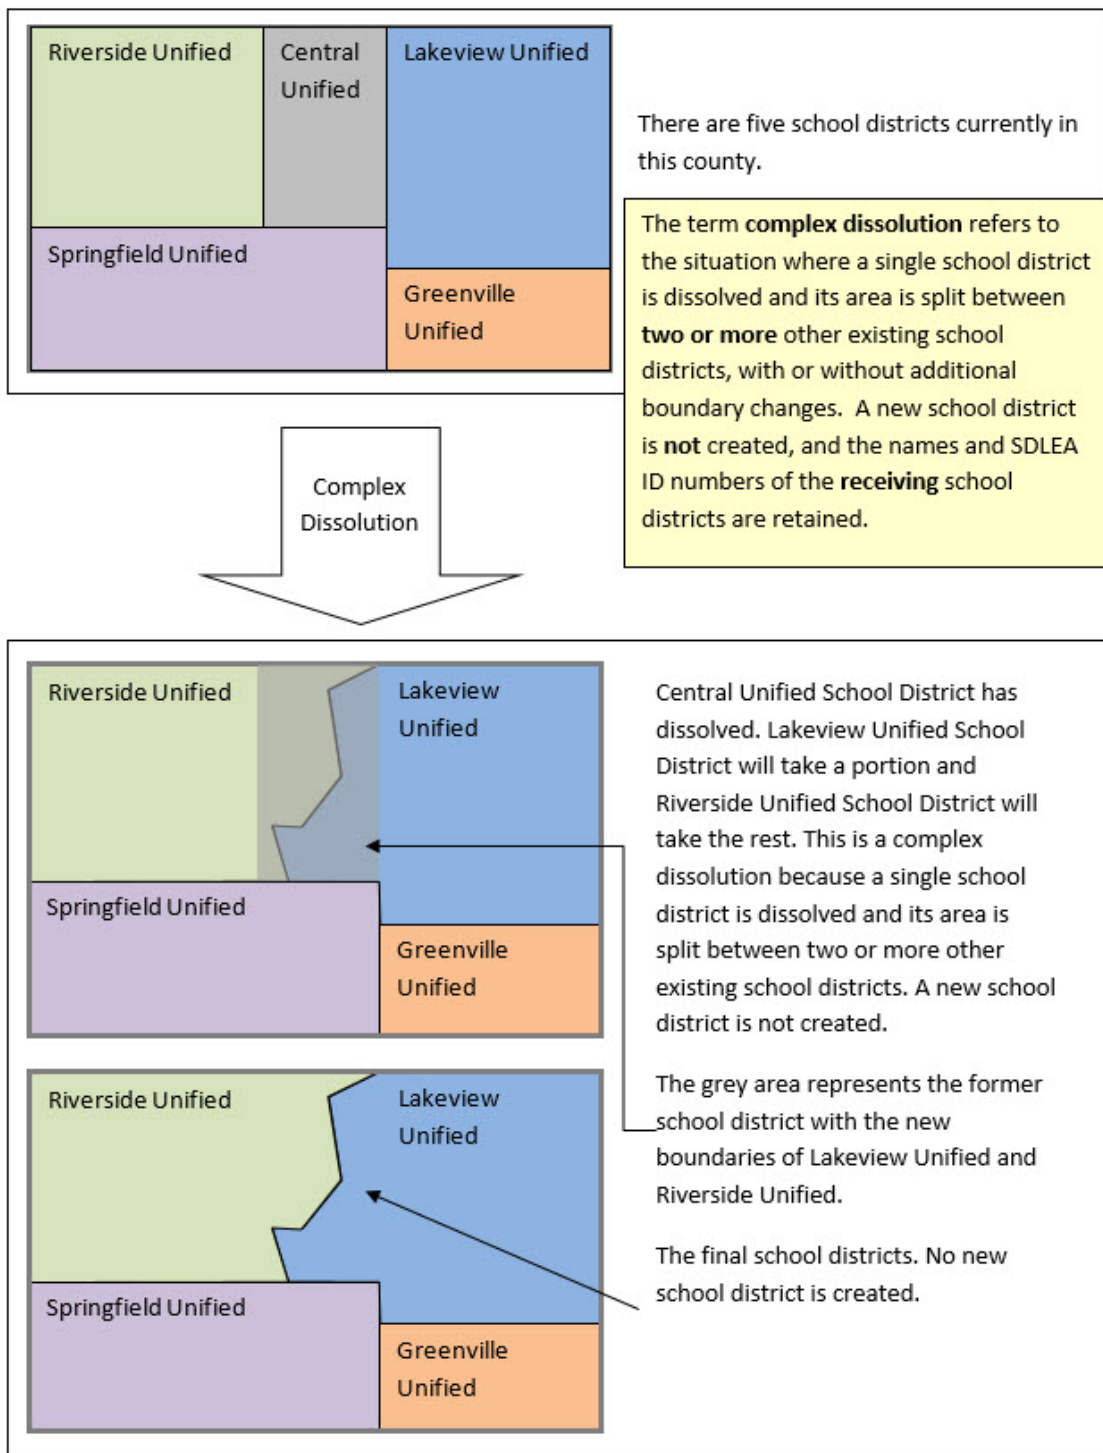 Riverside Unified
Central
Unified
Lakeview Unified
Springfield Unified
Greenville
Unified
There are five school districts currently in
this county.
The term complex dissolution refers to
the situation where a single school district
is dissolved and its area is split between
two or more other existing school
districts, with or without additional
boundary changes.  A new school district
is not created, and the names and SDLEA
ID numbers of the receiving school
districts are retained.
Complex
Dissolution
Riverside Unified
Lakeview
Unified
Springfield Unified
Greenville
Unified
Central Unified School District has
dissolved. Lakeview Unified School
District will take a portion and
Riverside Unified School District will
take the rest. This is a complex
dissolution because a single school
district is dissolved and its area is
split between two or more other
existing school districts. A new school
district is not created.
The grey area represents the former
school district with the new
boundaries of Lakeview Unified and
Riverside Unified.
Riverside Unified
Lakeview
Unified
Springfield Unified
Greenville
Unified
The final school districts. No new
school district is created.